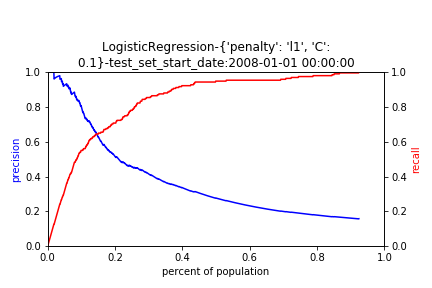 LogisticRegression-{'penalty': 'l1', 'C':
0.1}-test_set_start_date:2008-01-01 00:00:00
1.0
0.8
0.6
0.4
0.2
0.0
precision
1.0
0.8
0.6
0.4
0.2
0.0
recall
0.0 0.2 0.4 0.6 0.8 1.0
percent of population